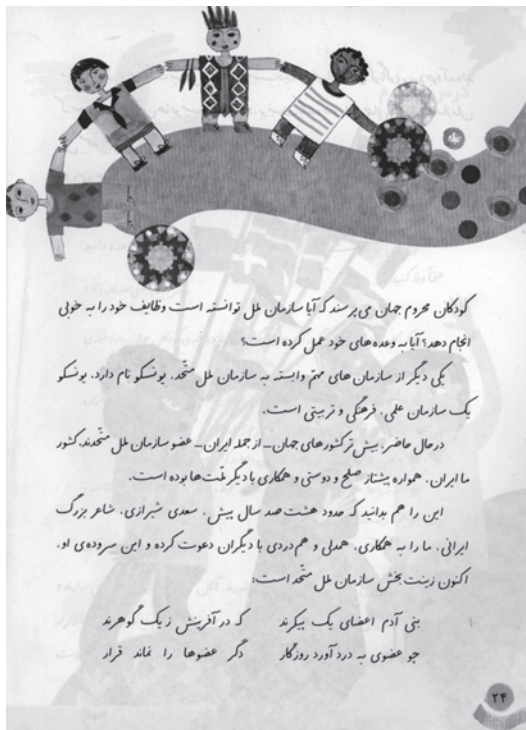 کودکان محروم جهان می پرسند که آیا سازمان ملل توانسته است وظایف خود را به خوبی
انجام دهد؟ آیا به وعده های خود عمل کرده است؟
یکی دیگر از سازمان های مهمّ وابسته به سازمان ملل متّحد، یونسکو نام دارد. یونسکو
یک سازمان علمی، فرهنگی و تربیتی است.
در حال حاضر، بیش تر کشورهای جهان_ از جمله ایران_ عضو سازمان ملل متّحدند. کشور
ما ایران، همواره پیشتاز صلح و دوستی و همکاری با دیگر ملّت ها بوده است.
این را هم بدانید که حدود هشت صد سال پیش، سعدی شیرازی، شاعر بزرگ
ایرانی، ما را به همکاری، همدلی و هم دردی با دیگران دعوت کرده و این سروده ی او،
اکنون زینت بخش سازمان ملل متّحد است:
بنی آدم اعضای یک پیکرند که در آفرینش ز یک گوهرند
چو عضوی به درد آورد روزگار دگر عضوها را نماند قرار
۲۴